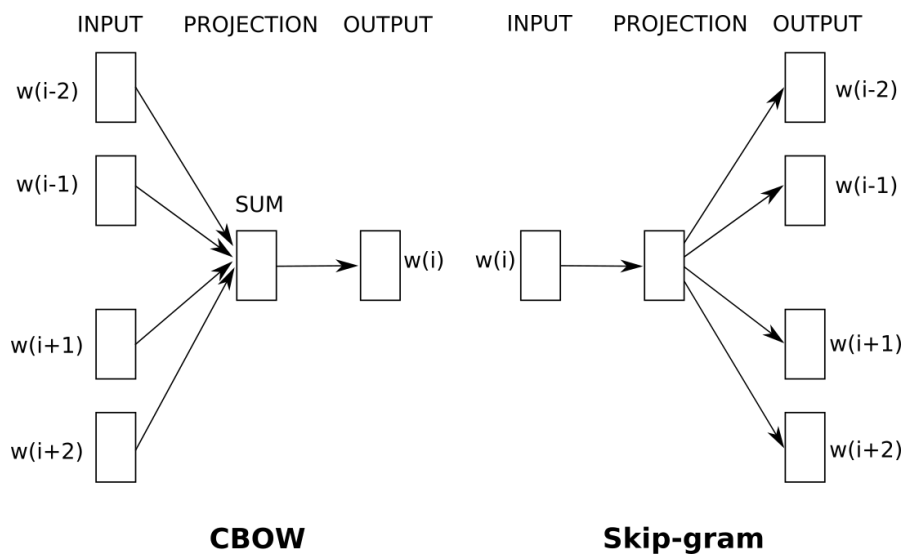 INPUT PROJECTION OUTPUT
w(i-2)
w(i-1)
SUM
w(i)
w(i+1)
w(i+2)
CBOW
INPUT PROJECTION OUTPUT
w(i-2)
w(i-1)
w(i)
w(i+1)
w(i+2)
Skip-gram